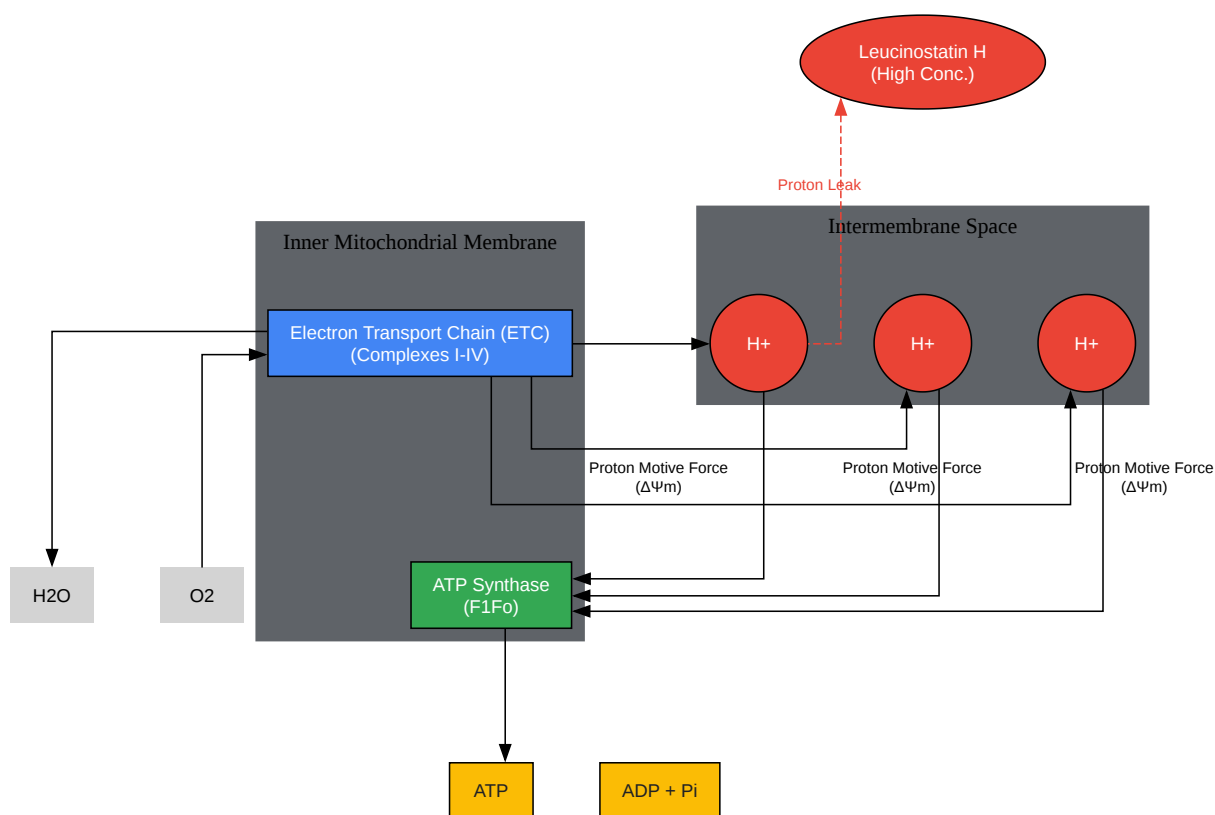 Leucinostatin H
(High Conc.)
Proton Leak
Intermembrane Space
Inner Mitochondrial Membrane
Electron Transport Chain (ETC)
(Complexes I-IV)
H+
H+
H+
Proton Motive Force
(ΔΨm)
Proton Motive Force
(ΔΨm)
Proton Motive Force
(ΔΨm)
H2O
O2
ATP Synthase
(F1Fo)
ATP
ADP + Pi